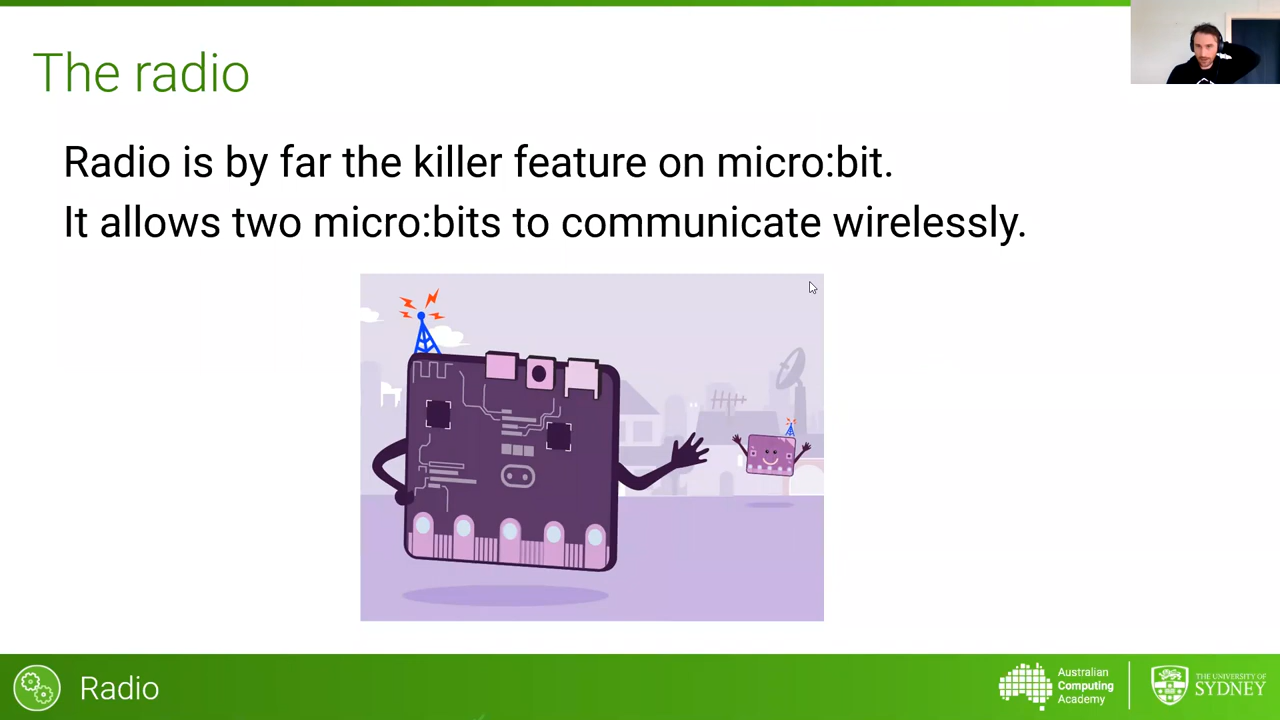 The radio
Radio is by far the killer feature on micro:bit.
It allows two micro:bits to communicate wirelessly.
Radio
Australian
Computing
Academy
THE UNIVERSITY OF
SYDNEY